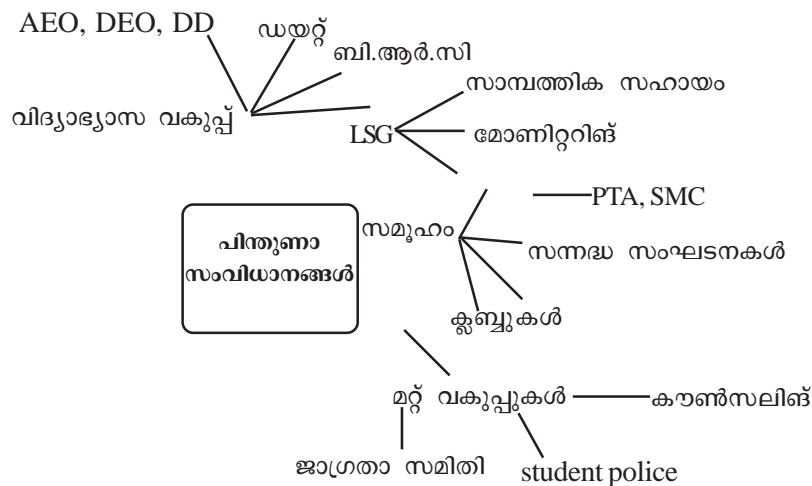 AEO, DEO, DD
ഡയറ്റ്
ബി.ആർ.സി
വിദ്യാഭ്യാസ വകുപ്പ്
സാമ്പത്തിക സഹായം
LSG
മോണിറ്ററിങ്
PTA, SMC
സമൂഹം
സന്നദ്ധ സംഘടനകൾ
പിന്തുണാ
സംവിധാനങ്ങൾ
ക്ലബ്ബുകൾ
മറ്റ് വകുപ്പുകൾ
കൗൺസലിങ്
ജാഗ്രതാ സമിതി
student police